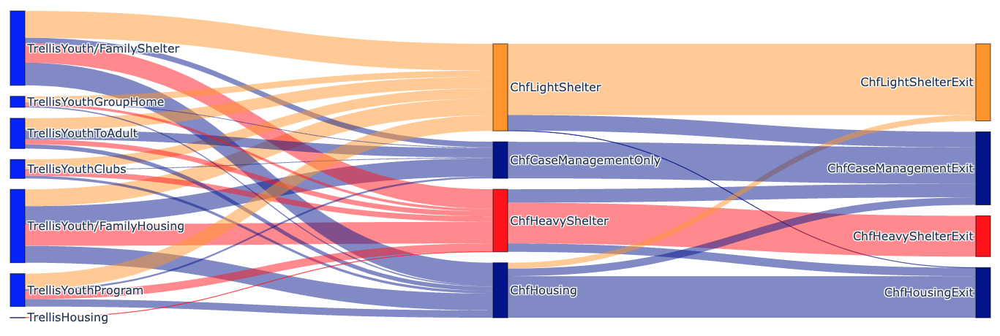 TrellisYouth/FamilyShelter
TrellisYouthGroupHome
TrellisYouthToAdult
TrellisYouthClubs
TrellisYouth/FamilyHousing
TrellisYouthProgram
TrellisHousing
ChfLightShelter
ChfCaseManagementOnly
ChfHeavyShelter
ChfHousing
ChfLightShelterExit
ChfCaseManagementExit
ChfHeavyShelterExit
ChfHousingExit